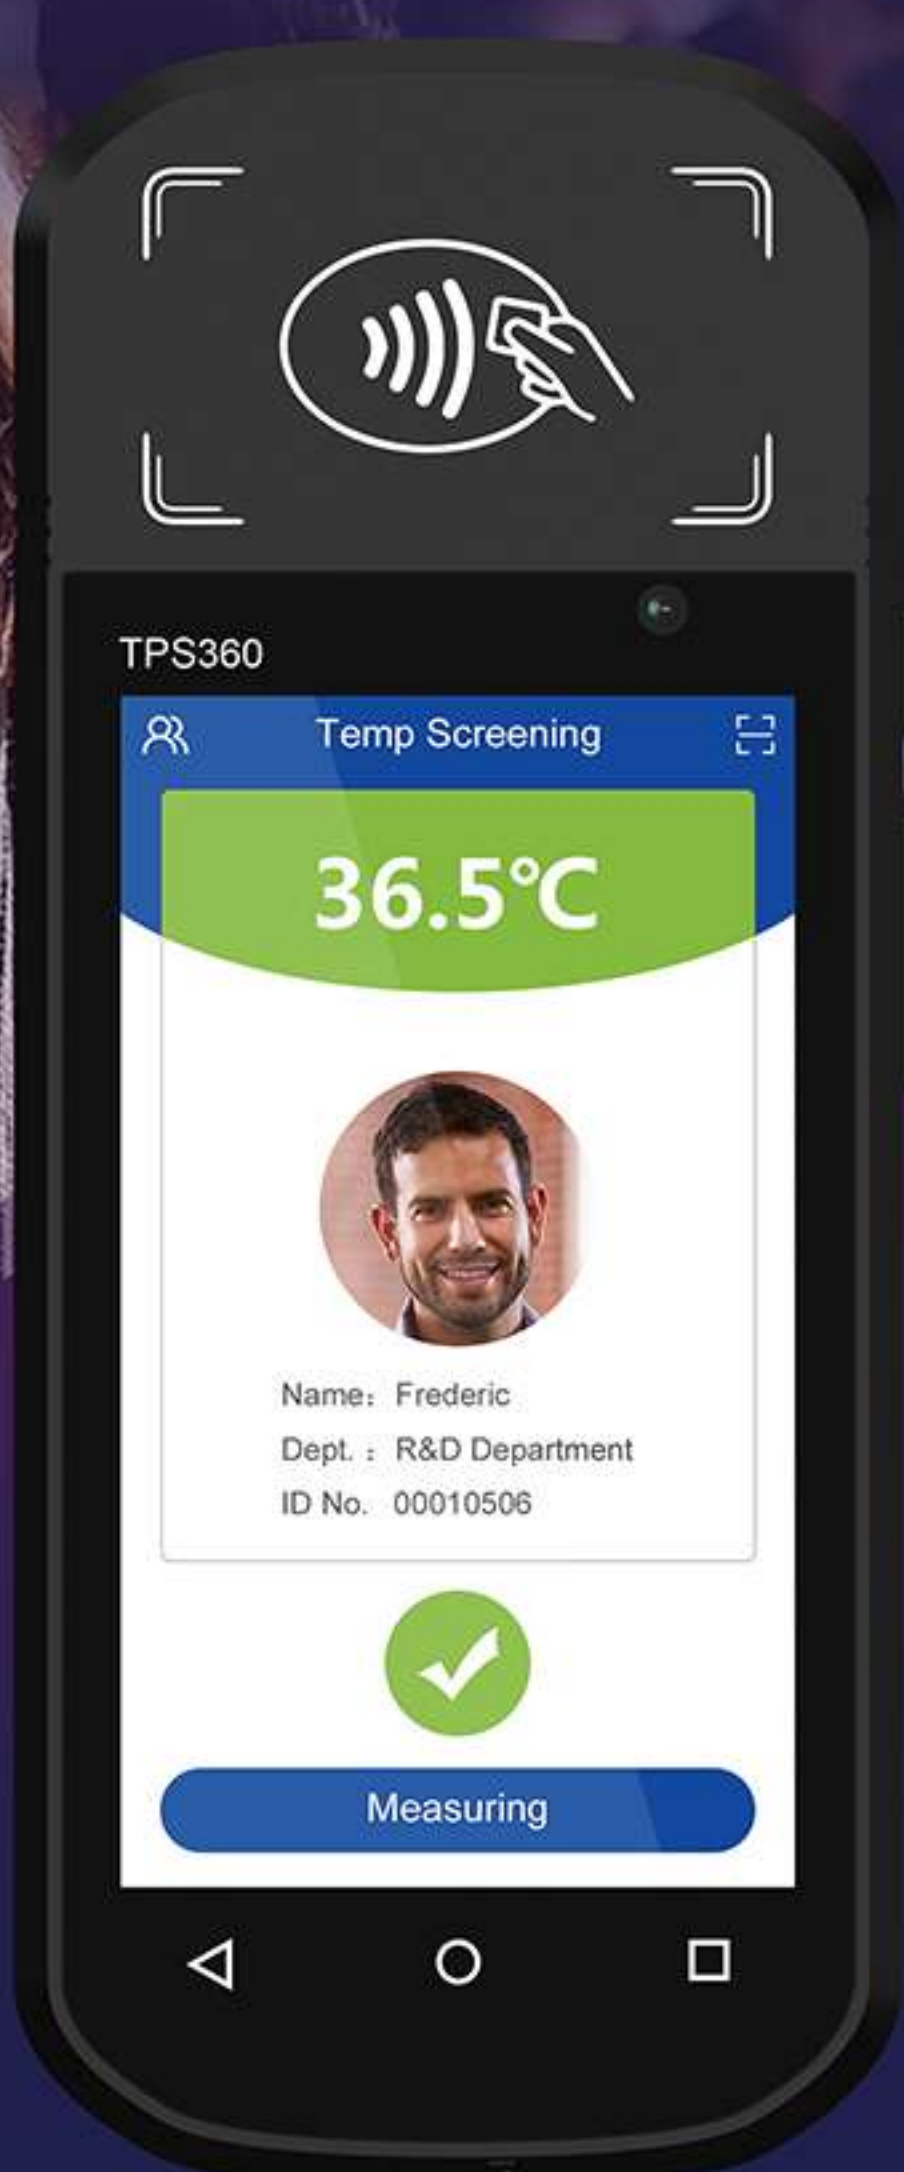 TPS360
Temp Screening
36.5℃
Name: Frederic
Dept. : R&D Department
ID No. 00010506
Measuring